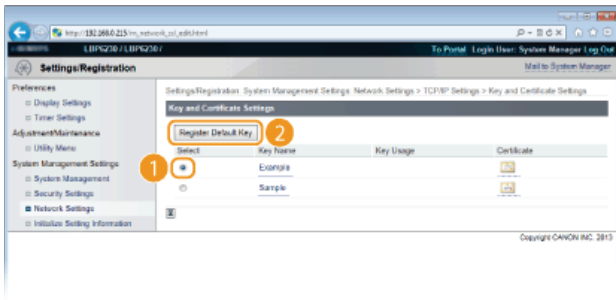 http://192.168.0.215/m_network_ssl_edit.html
LBP6230 / LBP6230 /
To Portal Login User: System Manager Log Out
Settings/Registration
Mail to System Manager
Preferences
Display Settings
Timer Settings
Adjustment/Maintenance
Utility Menu
System Management Settings
System Management
Security Settings
Network Settings
Initialize Setting Information
Settings/Registration: System Management Settings: Network Settings > TCP/IP Settings > Key and Certificate Settings
Key and Certificate Settings
Register Default Key
2
Select Key Name Key Usage Certificate
1
Example
Sample
Copyright CANON INC. 2013